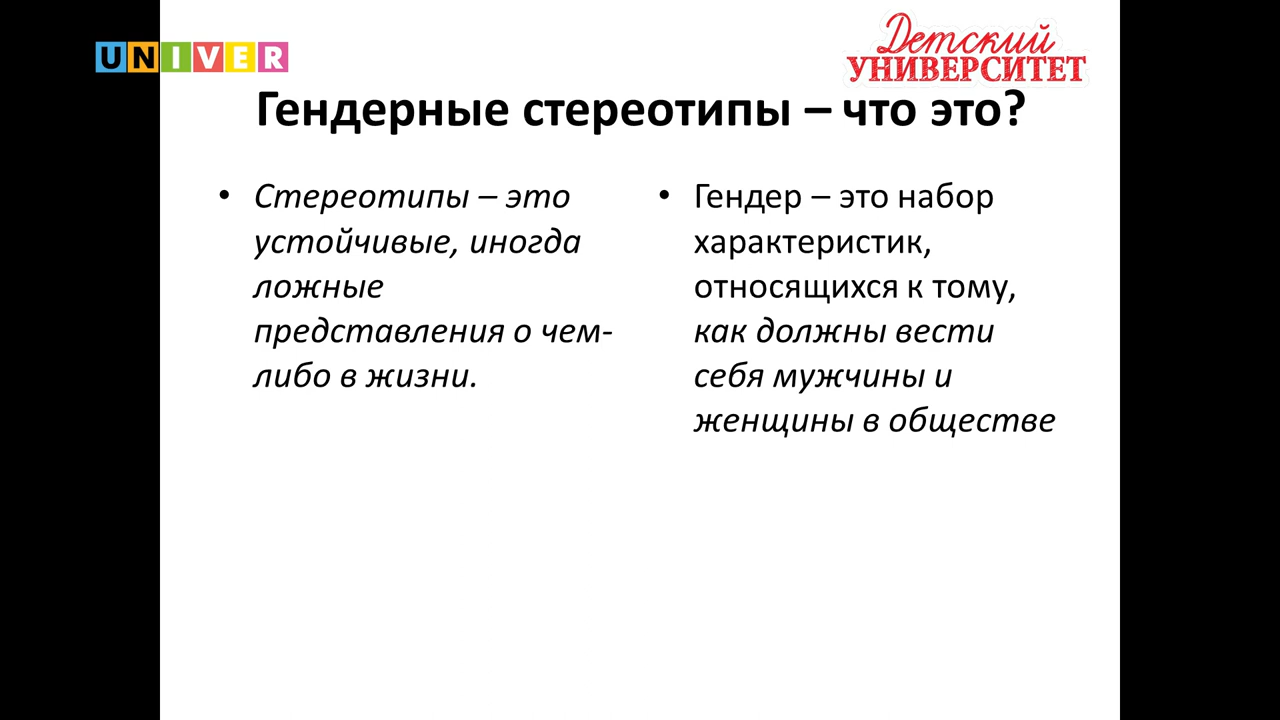 UNIVER
Детский
УНИВЕРСИТЕТ
Гендерные стереотипы – что это?
• Стереотипы – это
устойчивые, иногда
ложные
представления о чем-
либо в жизни.
• Гендер – это набор
характеристик,
относящихся к тому,
как должны вести
себя мужчины и
женщины в обществе